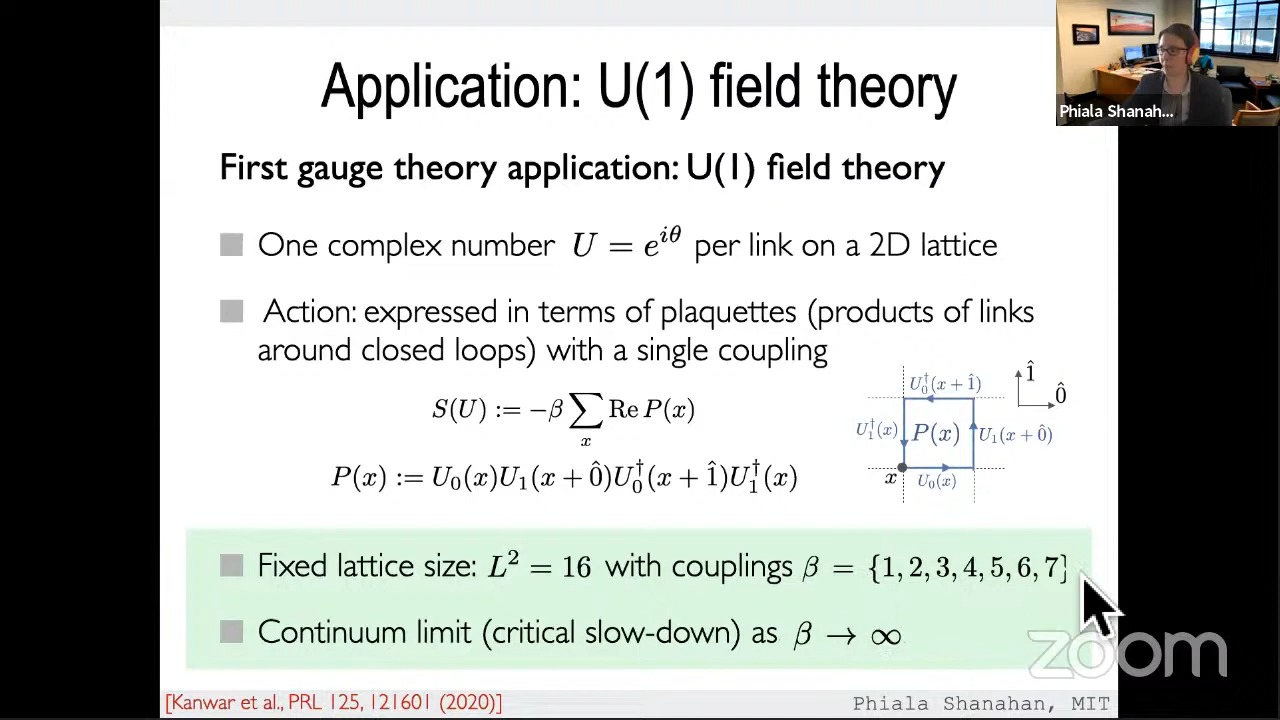 Application: U(1) field theory
Phiala Shanah...
First gauge theory application: U(1) field theory
One complex number U = e^{iθ} per link on a 2D lattice
Action: expressed in terms of plaquettes (products of links
around closed loops) with a single coupling
S(U) := −β ∑_x Re P(x)
P(x) := U_0(x)U_1(x + 0̂)U_0^†(x + 1̂)U_1^†(x)
U_0^†(x + 1̂)
1̂
0̂
U_1^†(x) P(x) U_1(x + 0̂)
x U_0(x)
Fixed lattice size: L² = 16 with couplings β = {1, 2, 3, 4, 5, 6, 7}
Continuum limit (critical slow-down) as β → ∞
zoom
[Kanwar et al., PRL 125, 121601 (2020)]
Phiala Shanahan, MIT